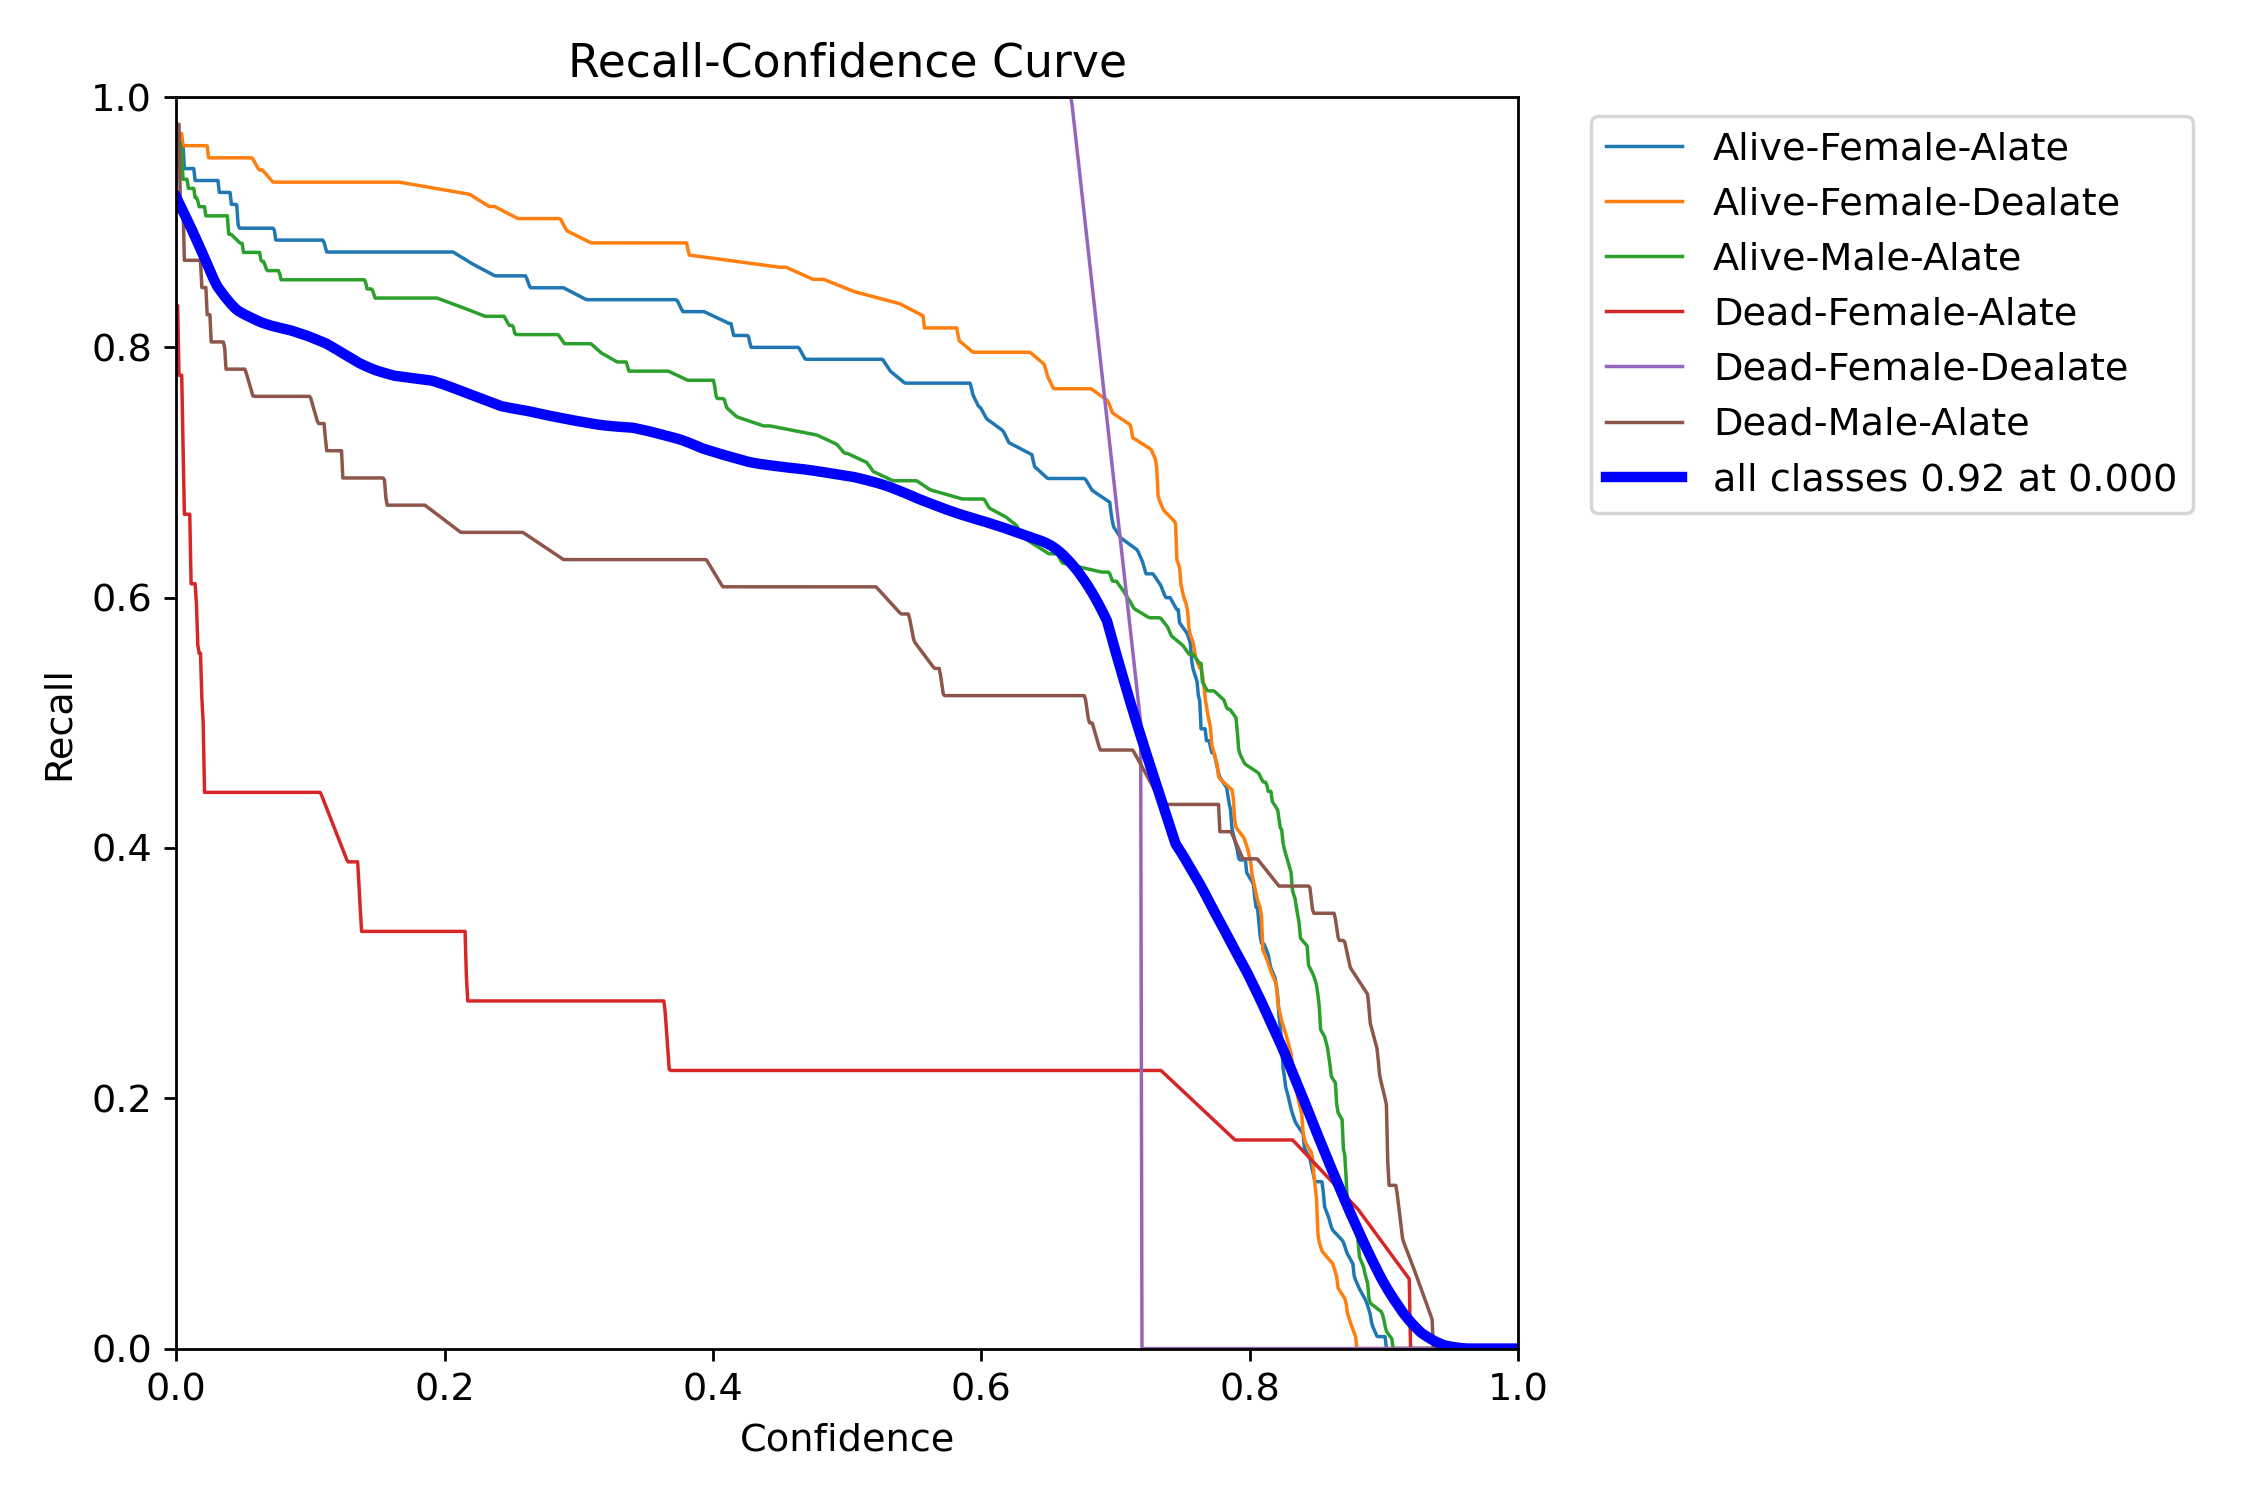 Recall-Confidence Curve
1.0
0.8
0.6
0.4
0.2
0.0
Recall
0.0 0.2 0.4 0.6 0.8 1.0
Confidence
Alive-Female-Alate
Alive-Female-Dealate
Alive-Male-Alate
Dead-Female-Alate
Dead-Female-Dealate
Dead-Male-Alate
all classes 0.92 at 0.000